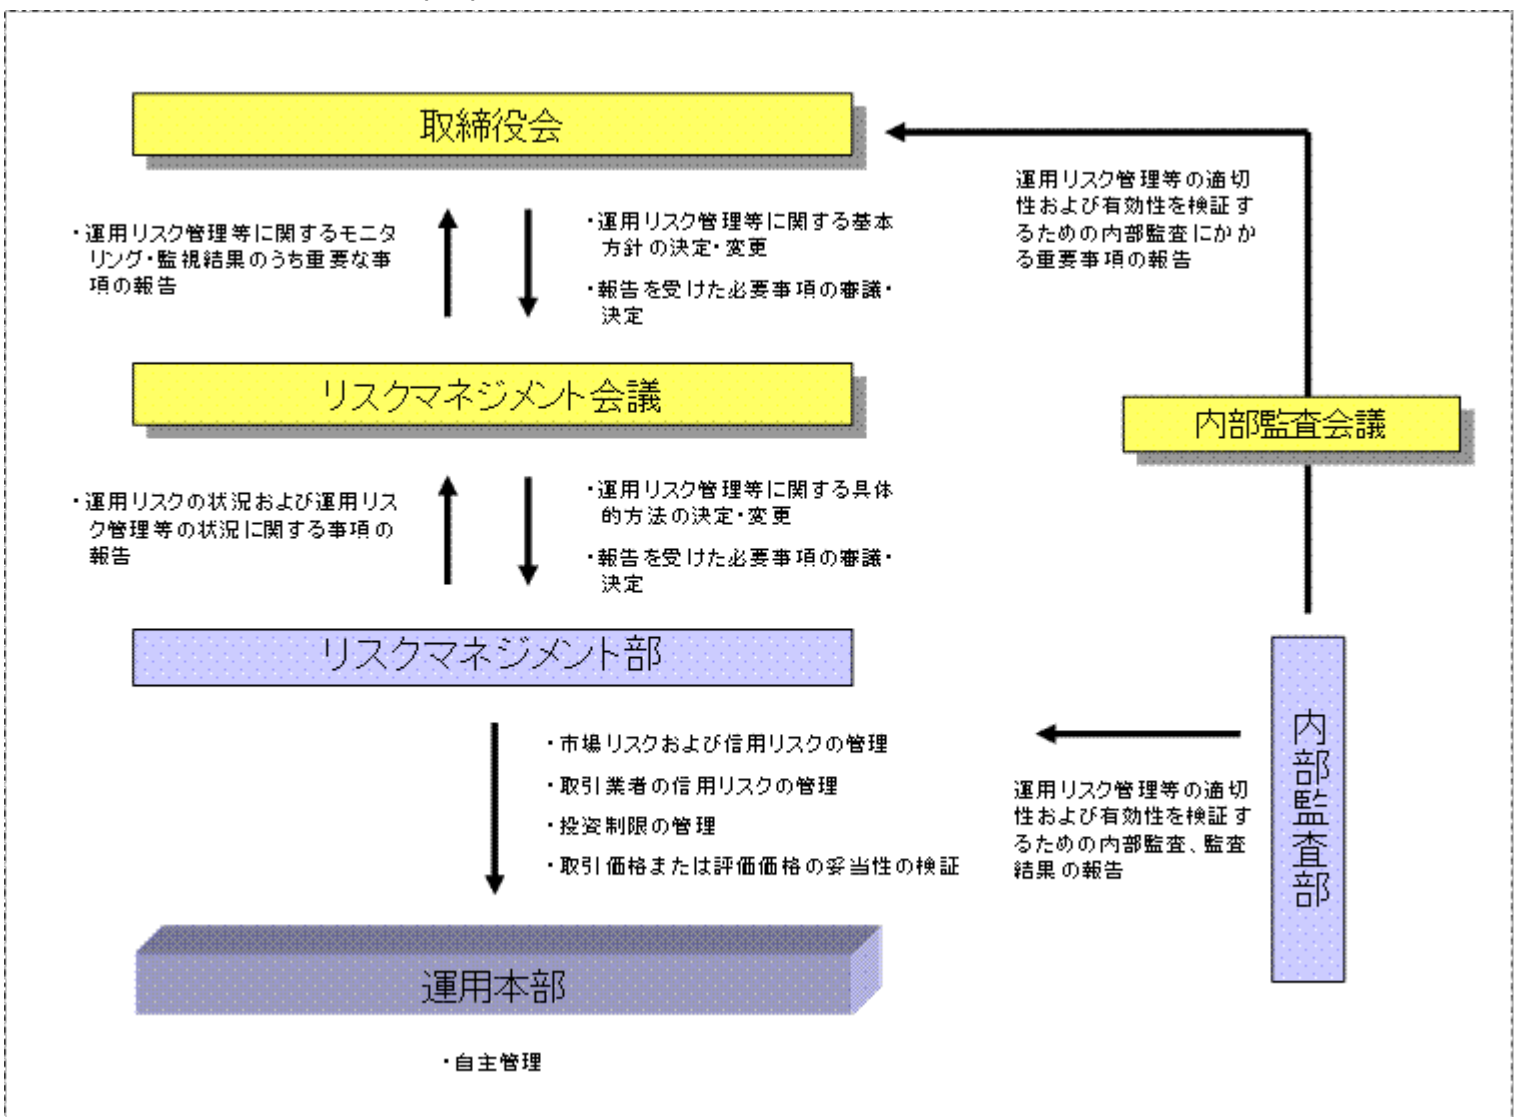 取締役会
・運用リスク管理等に関するモニタ
リング・監視結果のうち重要な事
項の報告
・運用リスク管理等に関する基本
方針の決定・変更
・報告を受けた必要事項の審議・
決定
運用リスク管理等の適切
性および有効性を検証す
るための内部監査にかか
る重要事項の報告
リスクマネジメント会議
内部監査会議
・運用リスクの状況および運用リス
ク管理等の状況に関する事項の
報告
・運用リスク管理等に関する具体
的方法の決定・変更
・報告を受けた必要事項の審議・
決定
リスクマネジメント部
・市場リスクおよび信用リスクの管理
・取引業者の信用リスクの管理
・投資制限の管理
・取引価格または評価価格の妥当性の検証
運用リスク管理等の適切
性および有効性を検証す
るための内部監査、監査
結果の報告
内部監査部
運用本部
・自主管理